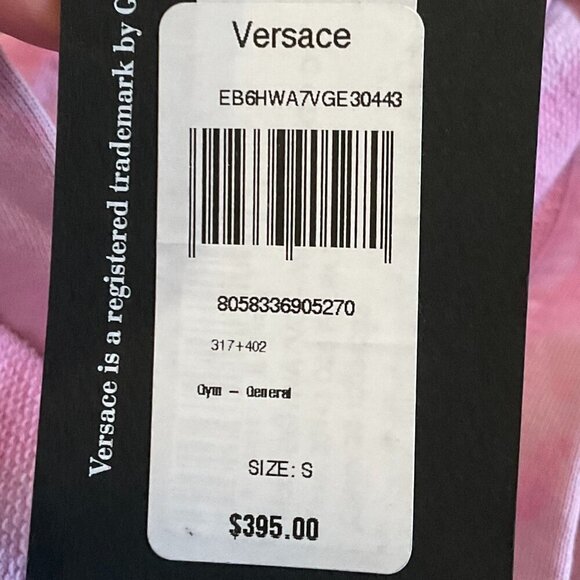 Versace
EB6HWA7VGE30443
8058336905270
317+402
Gym - General
SIZE: S
$395.00
Versace is a registered trademark by G